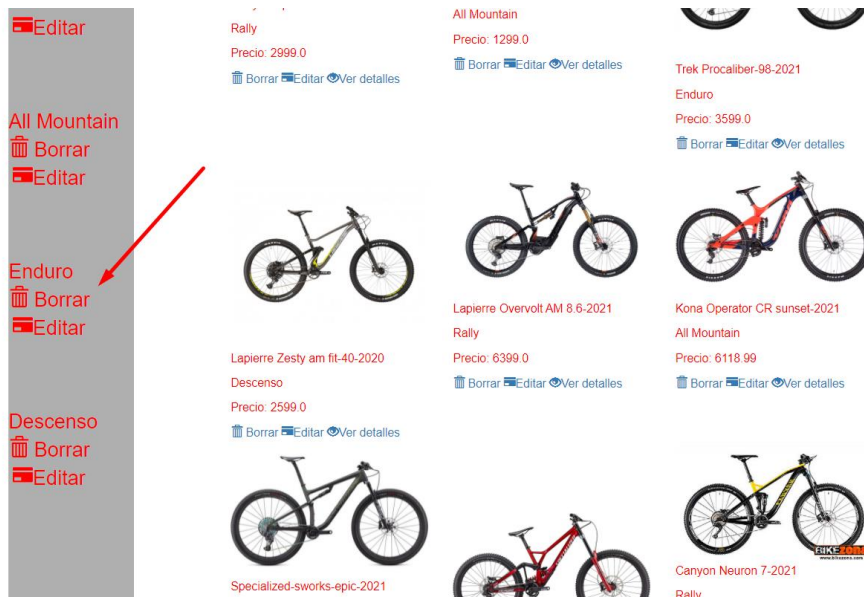 Editar
All Mountain
Borrar
Editar
Enduro
Borrar
Editar
Descenso
Borrar
Editar
Rally
Precio: 2999.0
Borrar Editar Ver detalles
Lapierre Zesty am fit-40-2020
Descenso
Precio: 2599.0
Borrar Editar Ver detalles
Specialized-sworks-epic-2021
All Mountain
Precio: 1299.0
Borrar Editar Ver detalles
Lapierre Overvolt AM 8.6-2021
Rally
Precio: 6399.0
Borrar Editar Ver detalles
Trek Procaliber-98-2021
Enduro
Precio: 3599.0
Borrar Editar Ver detalles
Kona Operator CR sunset-2021
All Mountain
Precio: 6118.99
Borrar Editar Ver detalles
BIKEZONA
www.bikezona.com
Canyon Neuron 7-2021
Rally